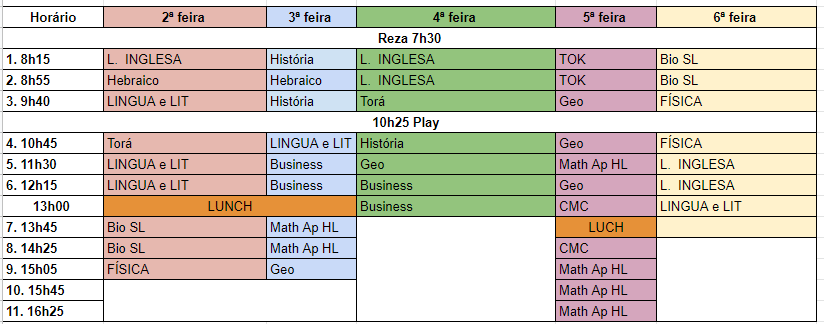 Horário 2ª feira 3ª feira 4ª feira 5ª feira 6ª feira
Reza 7h30
1. 8h15 L. INGLESA História L. INGLESA TOK Bio SL
2. 8h55 Hebraico Hebraico L. INGLESA TOK Bio SL
3. 9h40 LINGUA e LIT História Torá Geo FÍSICA
10h25 Play
4. 10h45 Torá LINGUA e LIT História Geo FÍSICA
5. 11h30 LINGUA e LIT Business Geo Math Ap HL L. INGLESA
6. 12h15 LINGUA e LIT Business Business Geo L. INGLESA
13h00 LUNCH Business CMC LINGUA e LIT
7. 13h45 Bio SL Math Ap HL LUCH
8. 14h25 Bio SL Math Ap HL CMC
9. 15h05 FÍSICA Geo Math Ap HL
10. 15h45 Math Ap HL
11. 16h25 Math Ap HL